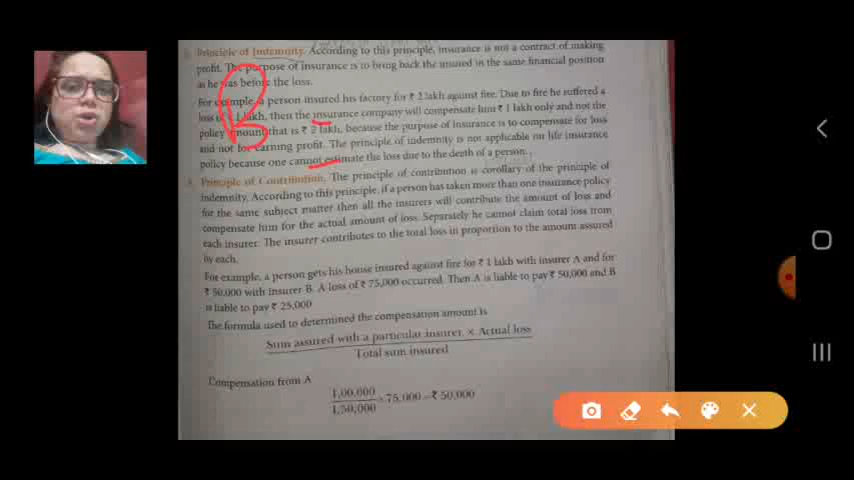 Principle of Indemnity. According to this principle, insurance is not a contract of making
profit. The purpose of insurance is to bring back the insured in the same financial position
as he was before the loss.
For example, a person insured his factory for ₹ 2 lakh against fire. Due to fire he suffered a
loss of ₹ 1 lakh, then the insurance company will compensate him ₹ 1 lakh only and not the
policy amount that is ₹ 2 lakh, because the purpose of insurance is to compensate for loss
and not for earning profit. The principle of indemnity is not applicable on life insurance
policy because one cannot estimate the loss due to the death of a person.
Principle of Contribution. The principle of contribution is corollary of the principle of
indemnity. According to this principle, if a person has taken more than one insurance policy
for the same subject matter then all the insurers will contribute the amount of loss and
compensate him for the actual amount of loss. Separately he cannot claim total loss from
each insurer. The insurer contributes to the total loss in proportion to the amount assured
by each.
For example, a person gets his house insured against fire for ₹ 1 lakh with insurer A and for
₹ 50,000 with insurer B. A loss of ₹ 75,000 occurred. Then A is liable to pay ₹ 50,000 and B
is liable to pay ₹ 25,000
The formula used to determined the compensation amount is
Sum assured with a particular insurer × Actual loss
Total sum insured
Compensation from A
1,00,000
1,50,000 × 75,000 = ₹ 50,000